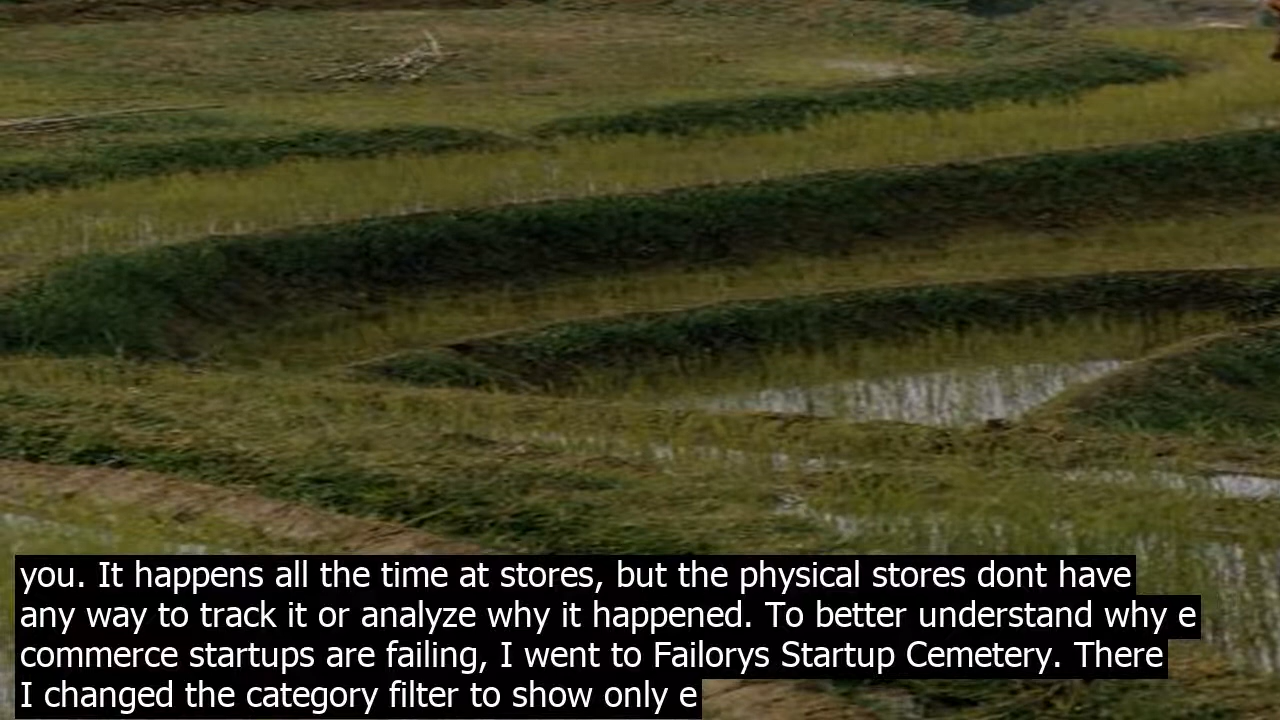 you. It happens all the time at stores, but the physical stores dont have
any way to track it or analyze why it happened. To better understand why e
commerce startups are failing, I went to Failorys Startup Cemetery. There
I changed the category filter to show only e